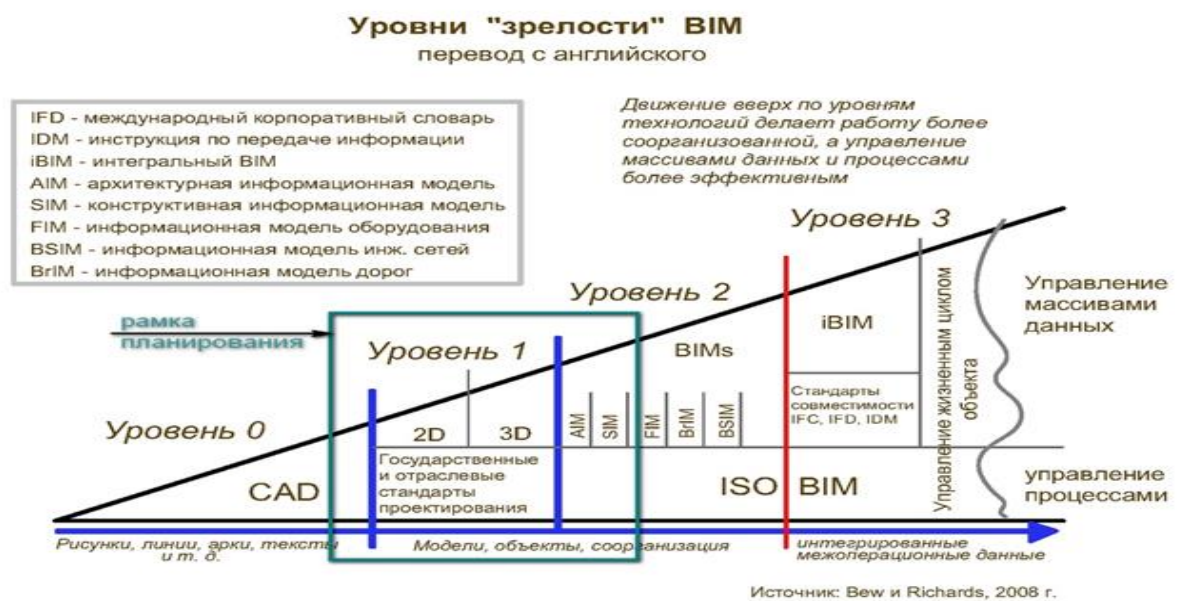 Уровни "зрелости" BIM
перевод с английского
IFD - международный корпоративный словарь
IDM - инструкция по передаче информации
iBIM - интегральный BIM
AIM - архитектурная информационная модель
SIM - конструктивная информационная модель
FIM - информационная модель оборудования
BSIM - информационная модель инж. сетей
BrIM - информационная модель дорог
Движение вверх по уровням
технологий делает работу более
соорганизованной, а управление
массивами данных и процессами
более эффективным
рамка
планирования
Уровень 0
Уровень 1
Уровень 2
Уровень 3
CAD
2D
3D
Государственные
и отраслевые
стандарты
проектирования
AIM
SIM
FIM
BrIM
BSIM
BIMs
ISO
BIM
iBIM
Стандарты
совместимости
IFC, IFD, IDM
Управление жизненным циклом
объекта
Управление
массивами
данных
управление
процессами
Рисунки, линии, арки, тексты
и т. д.
Модели, объекты, соорганизация
интегрированные
межоперационные данные
Источник: Bew и Richards, 2008 г.